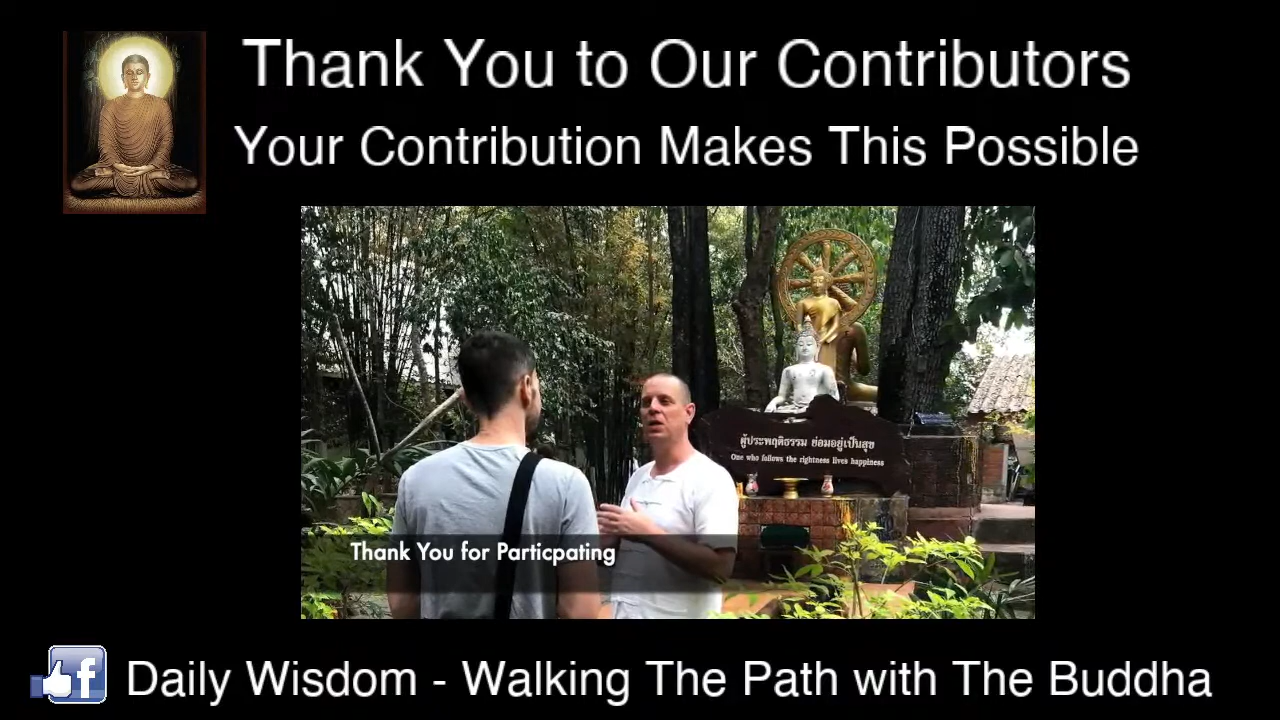 Thank You to Our Contributors
Your Contribution Makes This Possible
ผู้ประพฤติธรรม ย่อมอยู่เป็นสุข
One who follows the rightness lives happiness
Thank You for Particpating
f
Daily Wisdom - Walking The Path with The Buddha